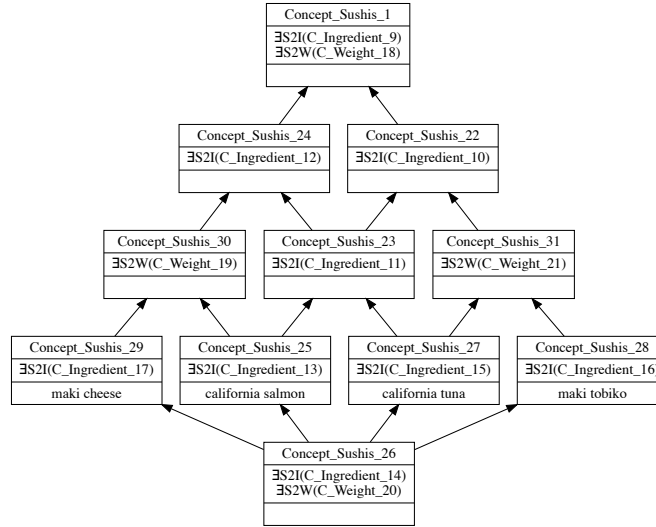 Concept_Sushis_1
∃S2I(C_Ingredient_9)
∃S2W(C_Weight_18)
Concept_Sushis_24
∃S2I(C_Ingredient_12)
Concept_Sushis_22
∃S2I(C_Ingredient_10)
Concept_Sushis_30
∃S2W(C_Weight_19)
Concept_Sushis_23
∃S2I(C_Ingredient_11)
Concept_Sushis_31
∃S2W(C_Weight_21)
Concept_Sushis_29
∃S2I(C_Ingredient_17)
maki cheese
Concept_Sushis_25
∃S2I(C_Ingredient_13)
california salmon
Concept_Sushis_27
∃S2I(C_Ingredient_15)
california tuna
Concept_Sushis_28
∃S2I(C_Ingredient_16)
maki tobiko
Concept_Sushis_26
∃S2I(C_Ingredient_14)
∃S2W(C_Weight_20)